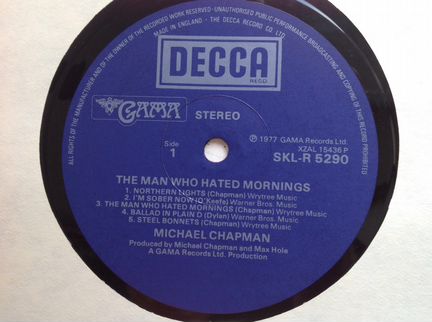 ALL RIGHTS OF THE MANUFACTURER AND OF THE OWNER OF THE RECORDED WORK RESERVED · UNAUTHORISED PUBLIC PERFORMANCE BROADCASTING AND COPYING OF THIS RECORD PROHIBITED
MADE IN ENGLAND · THE DECCA RECORD CO LTD
DECCA
REGD
GAMA
STEREO
Side
1
℗ 1977 GAMA Records Ltd.
XZAL 15436 P
SKL-R 5290
THE MAN WHO HATED MORNINGS
1. NORTHERN LIGHTS (Chapman) Wrytree Music
2. I'M SOBER NOW (O'Keefe) Warner Bros. Music
3. THE MAN WHO HATED MORNINGS (Chapman) Wrytree Music
4. BALLAD IN PLAIN D (Dylan) Warner Bros. Music
5. STEEL BONNETS (Chapman) Wrytree Music
MICHAEL CHAPMAN
Produced by Michael Chapman and Max Hole
A GAMA Records Ltd. Production